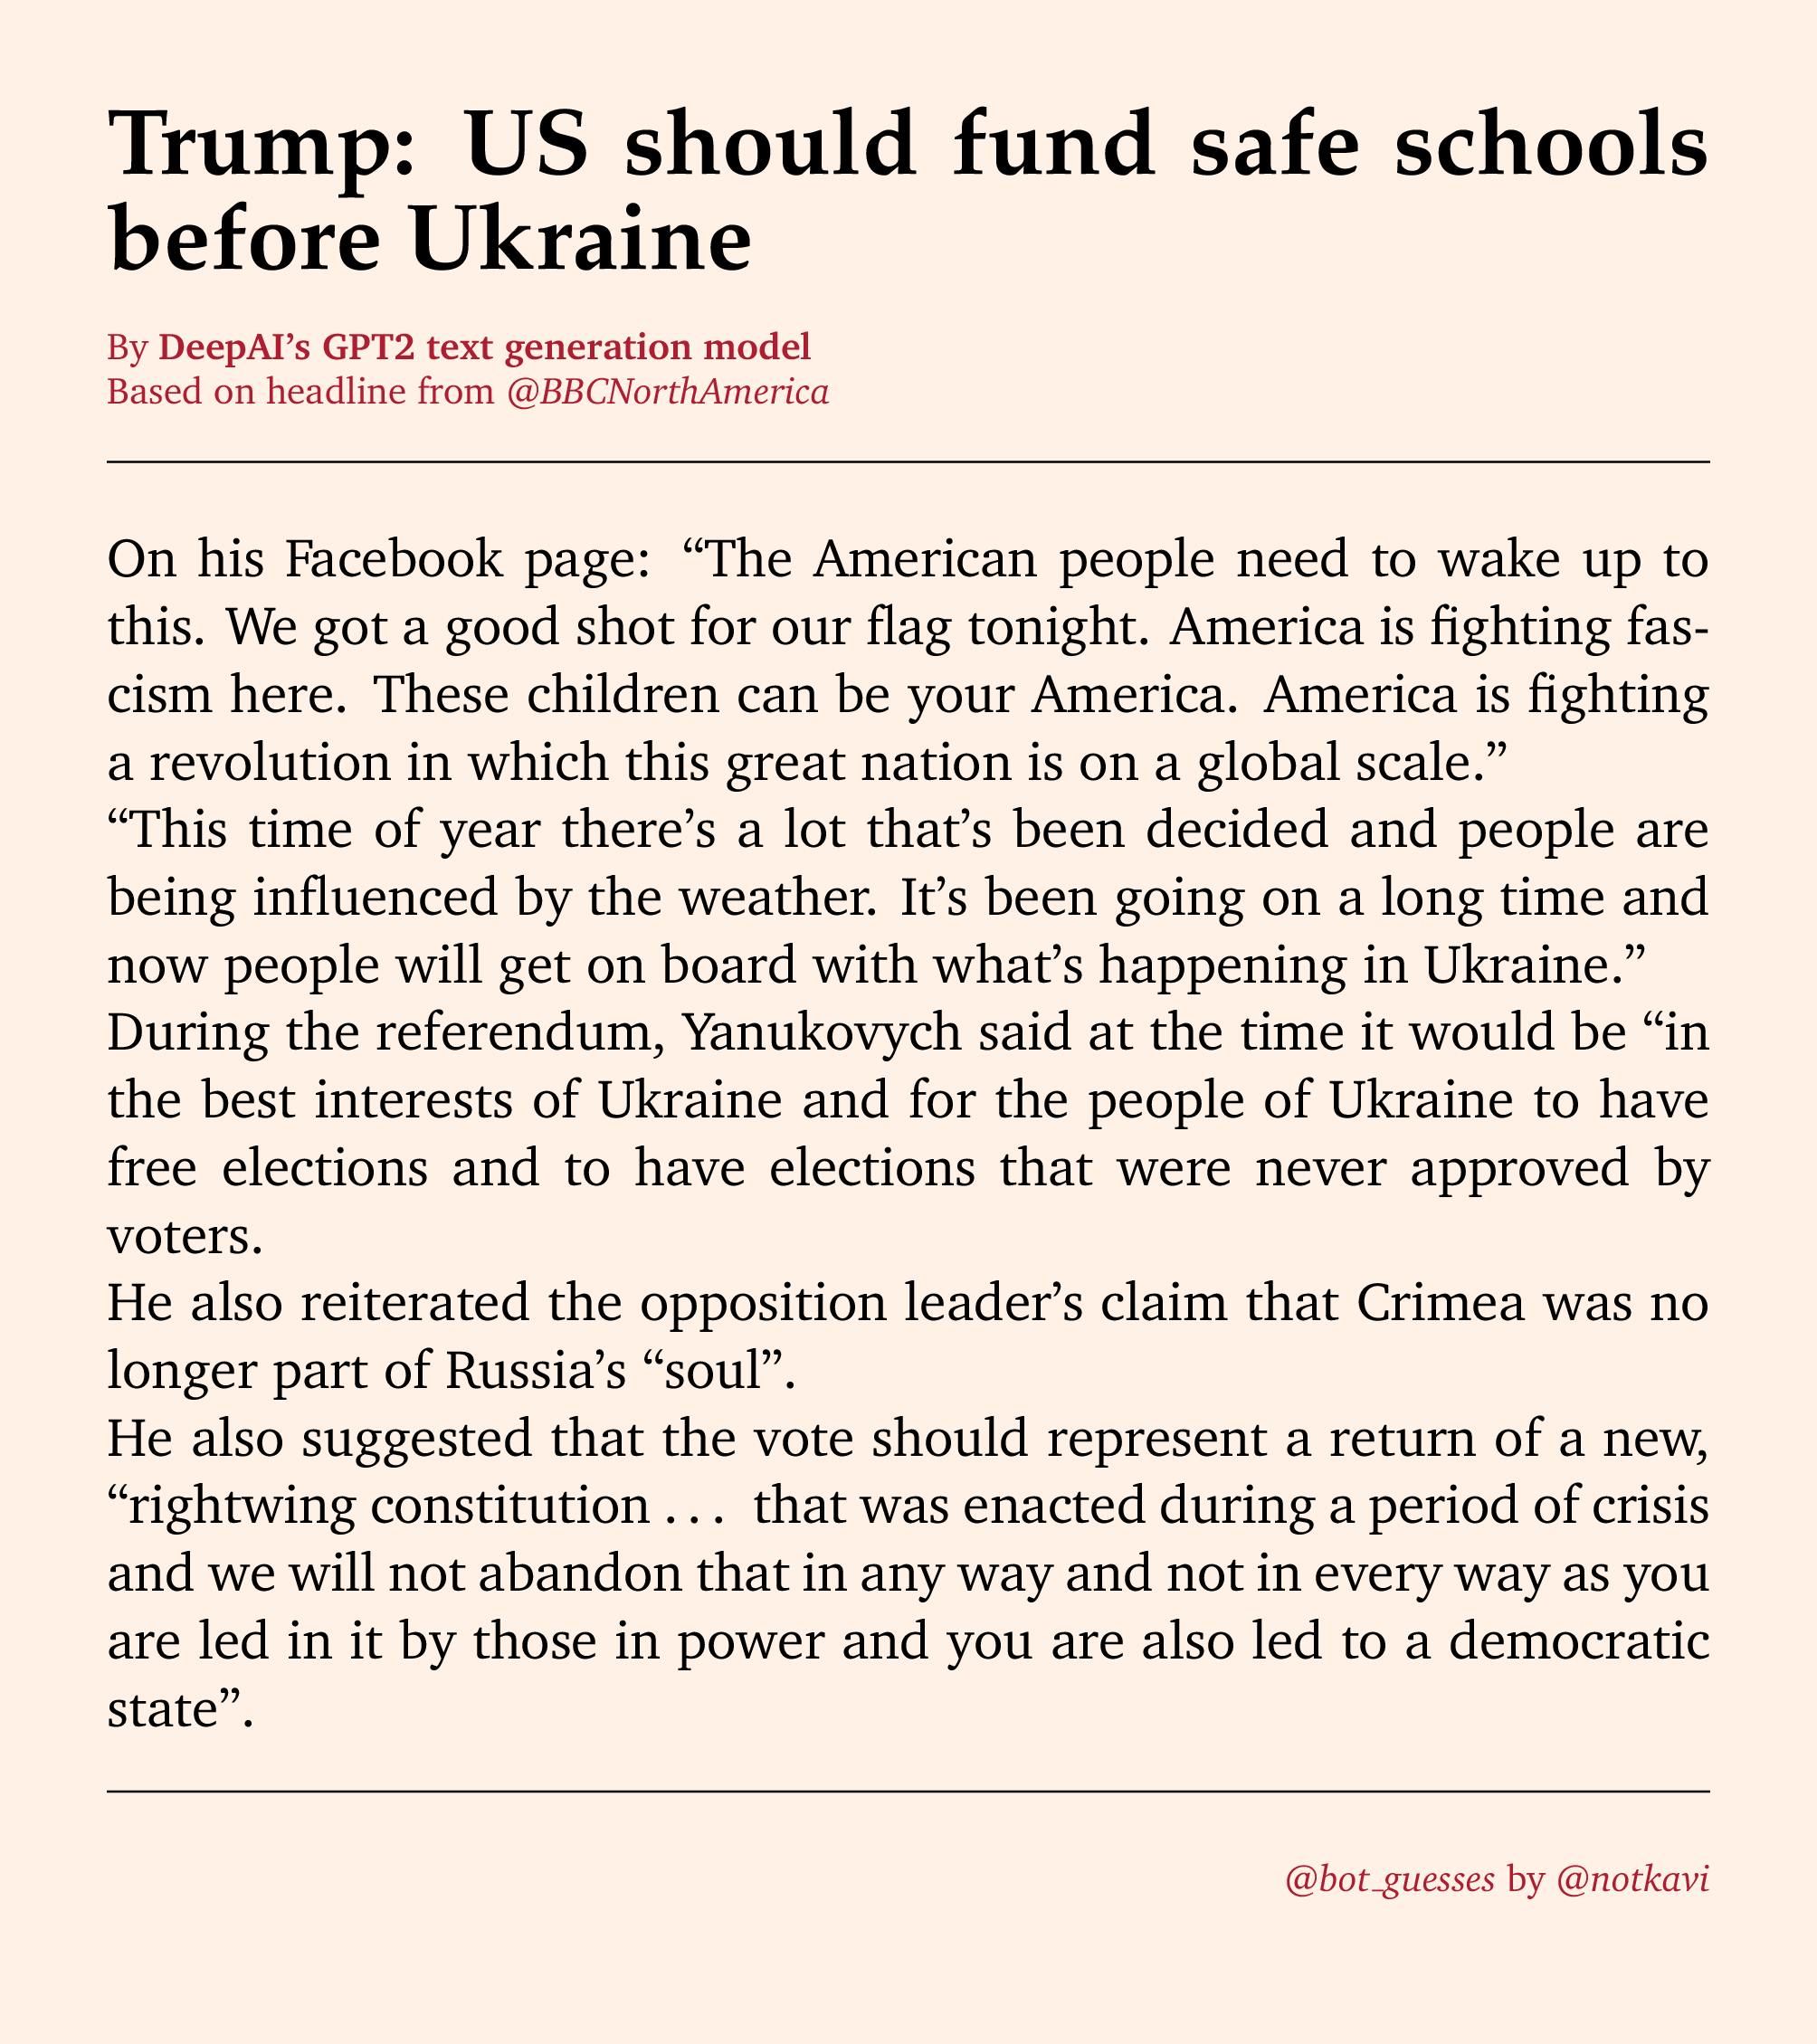 Trump: US should fund safe schools
before Ukraine
By DeepAI’s GPT2 text generation model
Based on headline from @BBCNorthAmerica
On his Facebook page: “The American people need to wake up to
this. We got a good shot for our flag tonight. America is fighting fas-
cism here. These children can be your America. America is fighting
a revolution in which this great nation is on a global scale.”
“This time of year there’s a lot that’s been decided and people are
being influenced by the weather. It’s been going on a long time and
now people will get on board with what’s happening in Ukraine.”
During the referendum, Yanukovych said at the time it would be “in
the best interests of Ukraine and for the people of Ukraine to have
free elections and to have elections that were never approved by
voters.
He also reiterated the opposition leader’s claim that Crimea was no
longer part of Russia’s “soul”.
He also suggested that the vote should represent a return of a new,
“rightwing constitution . . . that was enacted during a period of crisis
and we will not abandon that in any way and not in every way as you
are led in it by those in power and you are also led to a democratic
state”.
@bot_guesses by @notkavi